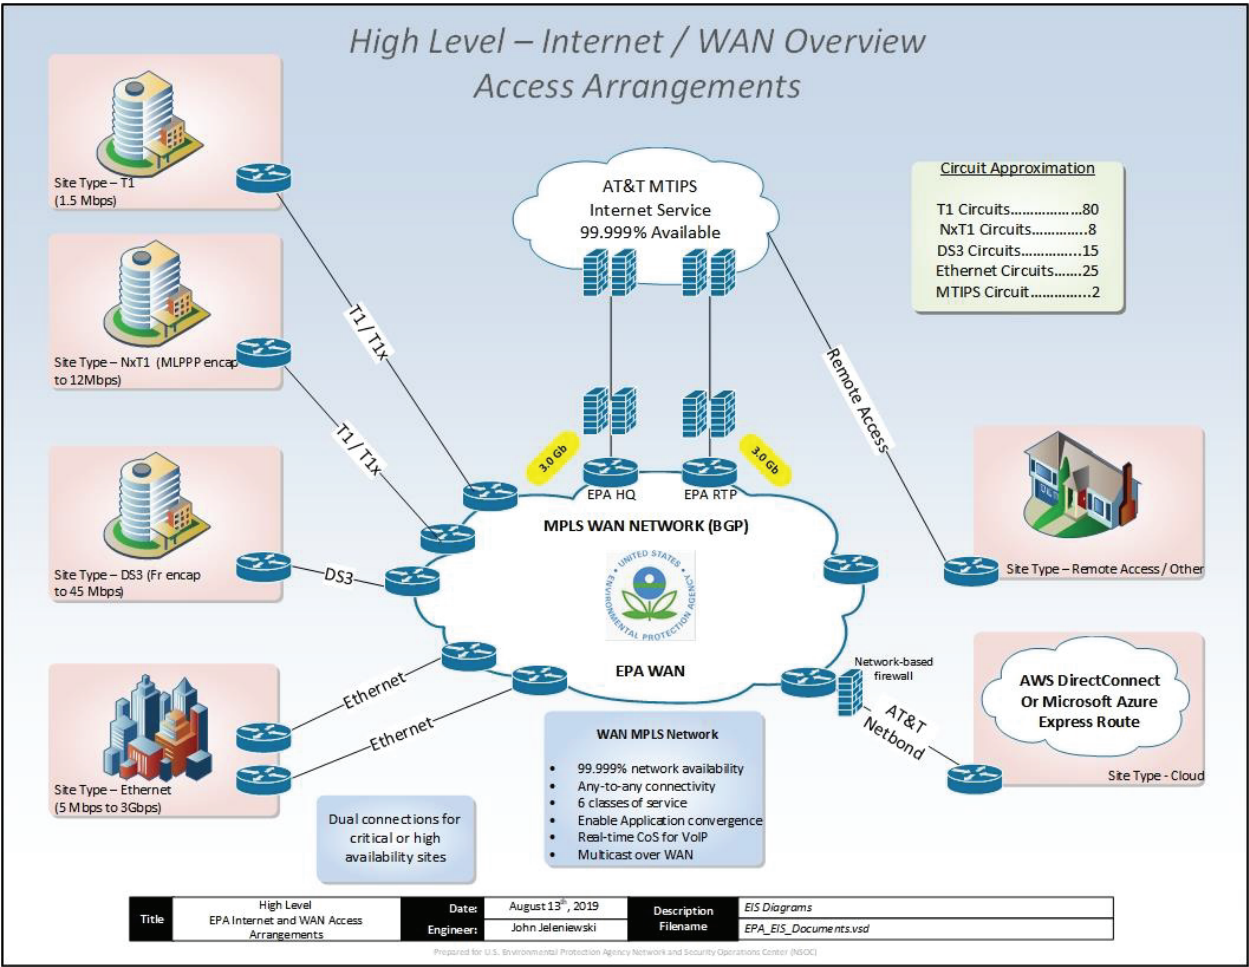 High Level – Internet / WAN Overview
Access Arrangements
Site Type – T1
(1.5 Mbps)
AT&T MTIPS
Internet Service
99.999% Available
Circuit Approximation
T1 Circuits………………80
NxT1 Circuits…………..8
DS3 Circuits…………...15
Ethernet Circuits…….25
MTIPS Circuit…………...2
Site Type – NxT1 (MLPPP encap
to 12Mbps)
T1 / T1x
T1 / T1x
Remote Access
3.0 Gb
3.0 Gb
EPA HQ
EPA RTP
MPLS WAN NETWORK (BGP)
UNITED STATES
ENVIRONMENTAL PROTECTION AGENCY
EPA WAN
Site Type – DS3 (Fr encap
to 45 Mbps)
DS3
Site Type – Remote Access / Other
Ethernet
Ethernet
Network-based
firewall
AT&T
Netbond
AWS DirectConnect
Or Microsoft Azure
Express Route
Site Type - Cloud
Site Type – Ethernet
(5 Mbps to 3Gbps)
Dual connections for
critical or high
availability sites
WAN MPLS Network
• 99.999% network availability
• Any-to-any connectivity
• 6 classes of service
• Enable Application convergence
• Real-time CoS for VoIP
• Multicast over WAN
Title
High Level
EPA Internet and WAN Access
Arrangements
Date:
August 13th, 2019
Engineer:
John Jeleniewski
Description
Filename
EIS Diagrams
EPA_EIS_Documents.vsd
Prepared for U.S. Environmental Protection Agency Network and Security Operations Center (NSOC)